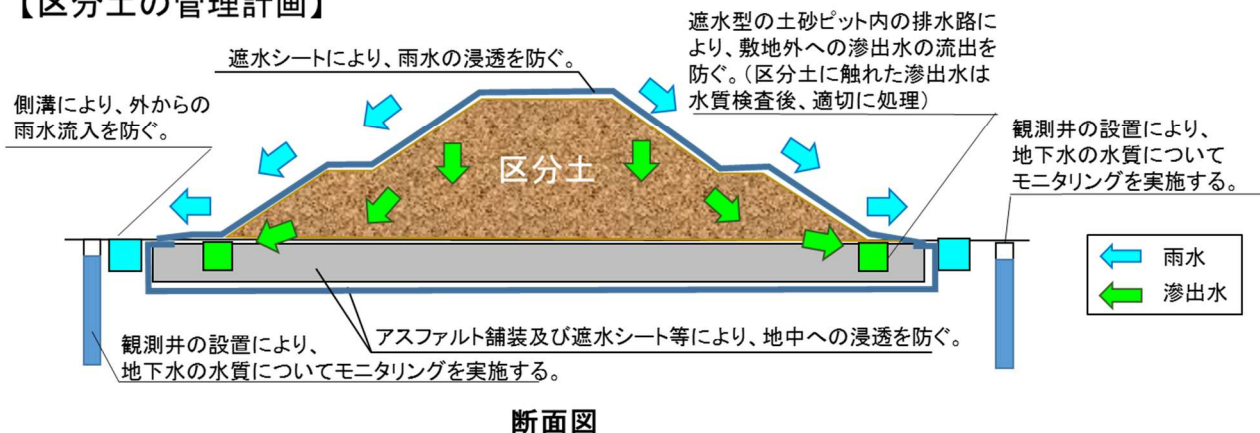 【区分土の管理計画】
遮水型の土砂ピット内の排水路に
より、敷地外への滲出水の流出を
防ぐ。（区分土に触れた滲出水は
水質検査後、適切に処理）
遮水シートにより、雨水の浸透を防ぐ。
側溝により、外からの
雨水流入を防ぐ。
観測井の設置により、
地下水の水質について
モニタリングを実施する。
区分土
雨水
滲出水
アスファルト舗装及び遮水シート等により、地中への浸透を防ぐ。
観測井の設置により、
地下水の水質についてモニタリングを実施する。
断面図